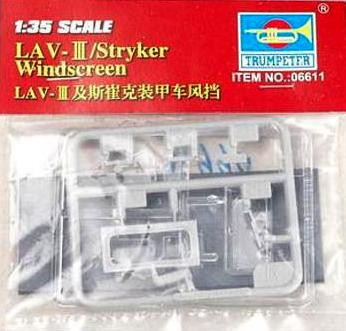 1:35 SCALE
LAV-Ⅲ/Stryker
Windscreen
LAV-Ⅲ及斯崔克装甲车风挡
®
TRUMPETER
ITEM NO.:06611